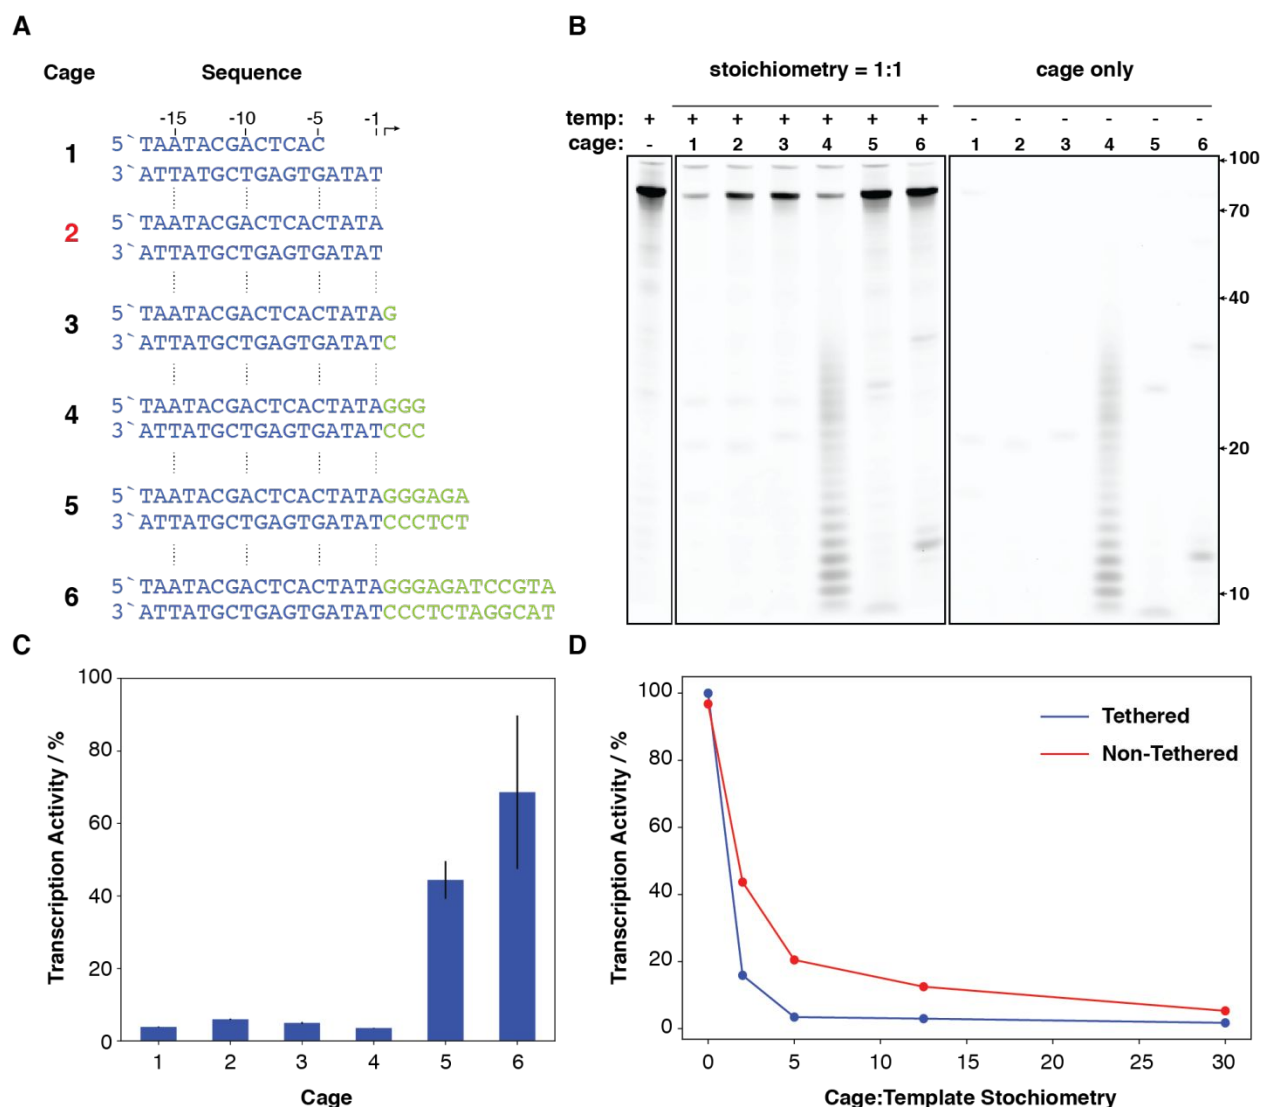 A
Cage Sequence
-15 -10 -5 -1
1
5`TAATACGACTCAC
3`ATTATGCTGAGTGATAT
2
5`TAATACGACTCACTATA
3`ATTATGCTGAGTGATAT
3
5`TAATACGACTCACTATAG
3`ATTATGCTGAGTGATATC
4
5`TAATACGACTCACTATAGGG
3`ATTATGCTGAGTGATATCCC
5
5`TAATACGACTCACTATAGGGAGA
3`ATTATGCTGAGTGATATCCCTCT
6
5`TAATACGACTCACTATAGGGAGATCCGTA
3`ATTATGCTGAGTGATATCCCTCTAGGCAT
B
stoichiometry = 1:1 cage only
temp: + + + + + + + - - - - - -
cage: - 1 2 3 4 5 6 1 2 3 4 5 6
100
70
40
20
10
C
Transcription Activity / %
100
80
60
40
20
0
1 2 3 4 5 6
Cage
D
Transcription Activity / %
100
80
60
40
20
0
Tethered
Non-Tethered
0 5 10 15 20 25 30
Cage:Template Stochiometry